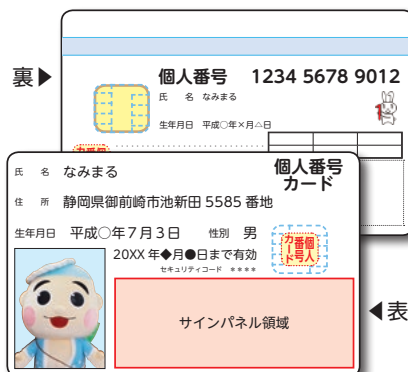 裏▶
個人番号 1234 5678 9012
氏 名 なみまる
生年月日 平成○年×月△日
個人番号
カード
氏 名 なみまる
住 所 静岡県御前崎市池新田 5585 番地
生年月日 平成○年７月３日 性別 男
20XX 年◆月●日まで有効
セキュリティコード ****
個人番号カード
サインパネル領域
◀表